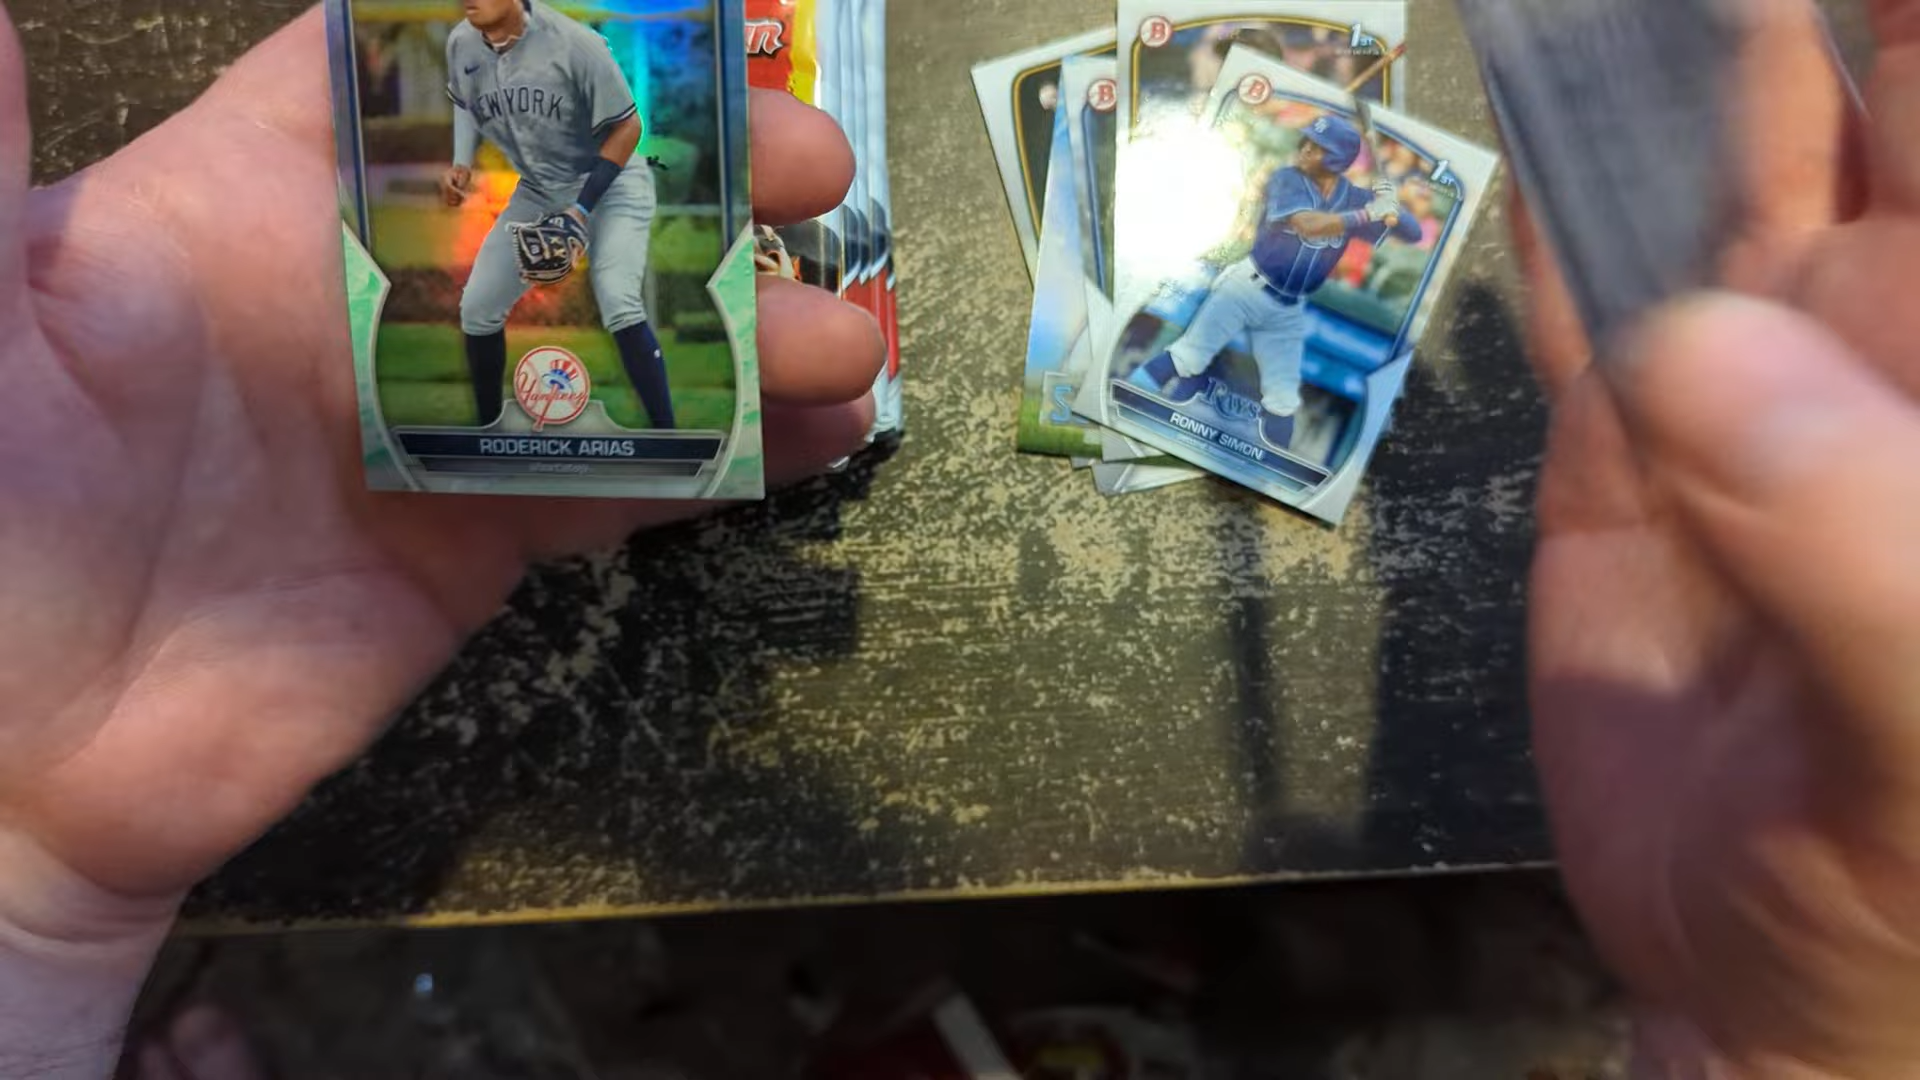 NEW YORK
Yankees
RODERICK ARIAS
B
1ST
B
B
1ST
RAYS
RONNY SIMON